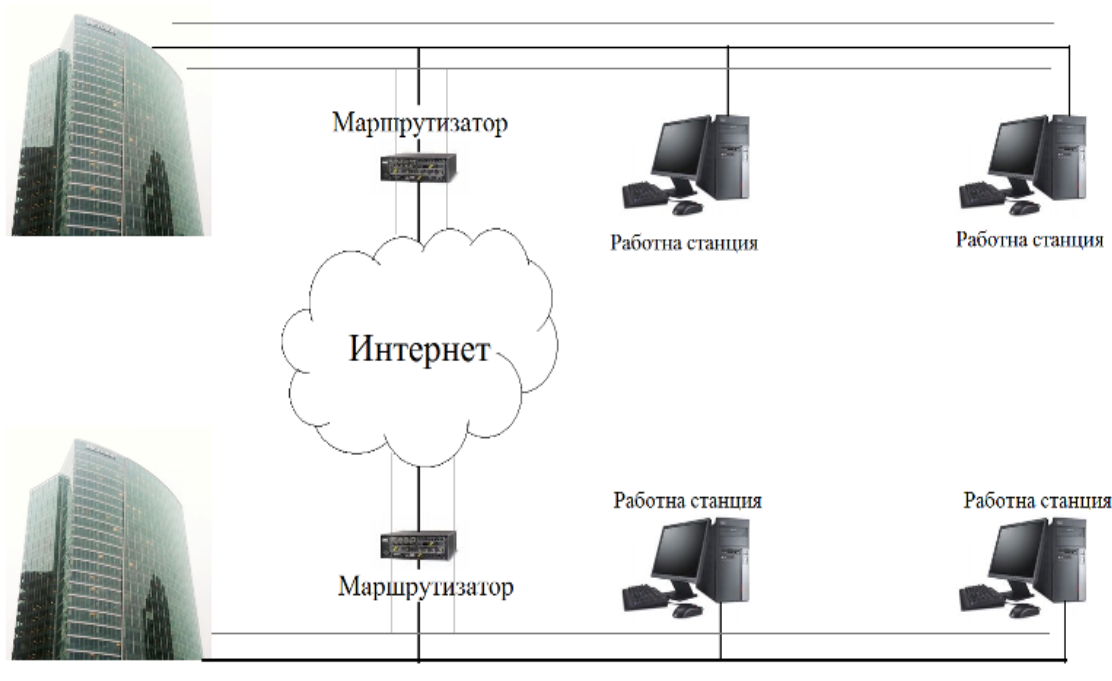 Маршрутизатор
Работна станция
Работна станция
Интернет
Работна станция
Работна станция
Маршрутизатор